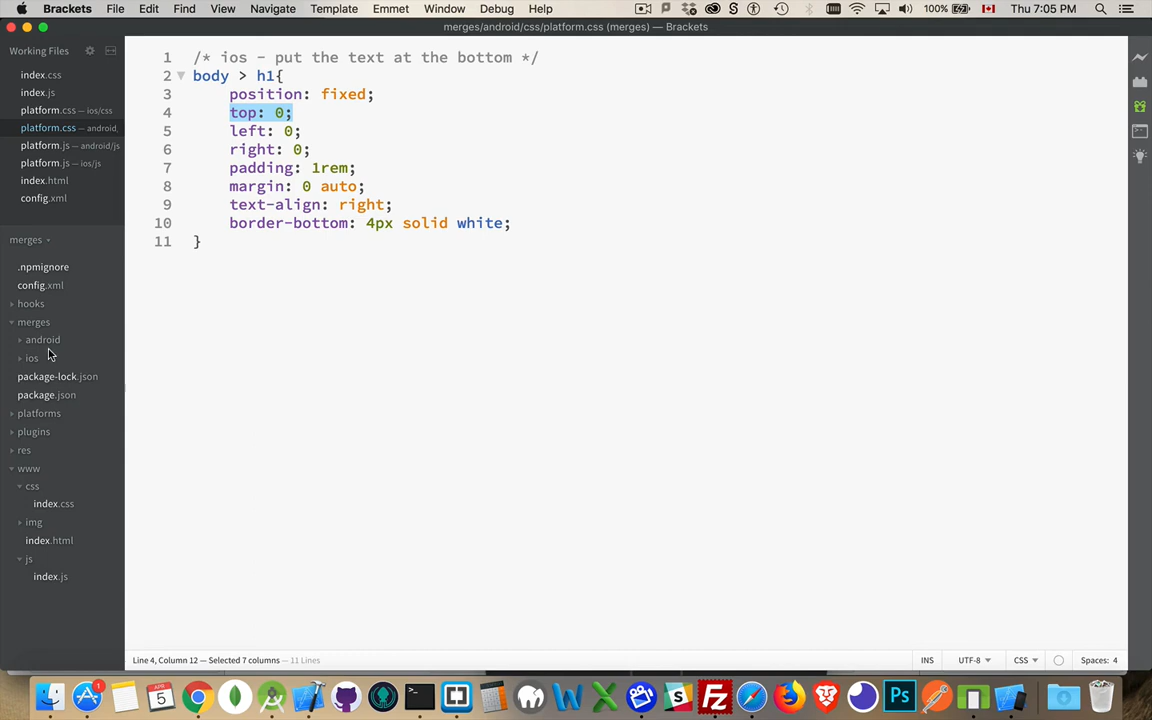 Brackets File Edit Find View Navigate Template Emmet Window Debug Help 100% Thu 7:05 PM
merges/android/css/platform.css (merges) — Brackets
Working Files
index.css
index.js
platform.css — ios/css
platform.css — android,
platform.js — android/js
platform.js — ios/js
index.html
config.xml
merges
.npmignore
config.xml
hooks
merges
android
ios
package-lock.json
package.json
platforms
plugins
res
www
css
index.css
img
index.html
js
index.js
1 /* ios - put the text at the bottom */
2 body > h1{
3 position: fixed;
4 top: 0;
5 left: 0;
6 right: 0;
7 padding: 1rem;
8 margin: 0 auto;
9 text-align: right;
10 border-bottom: 4px solid white;
11 }
Line 4, Column 12 — Selected 7 columns — 11 Lines INS UTF-8 CSS Spaces: 4
APR
5
1